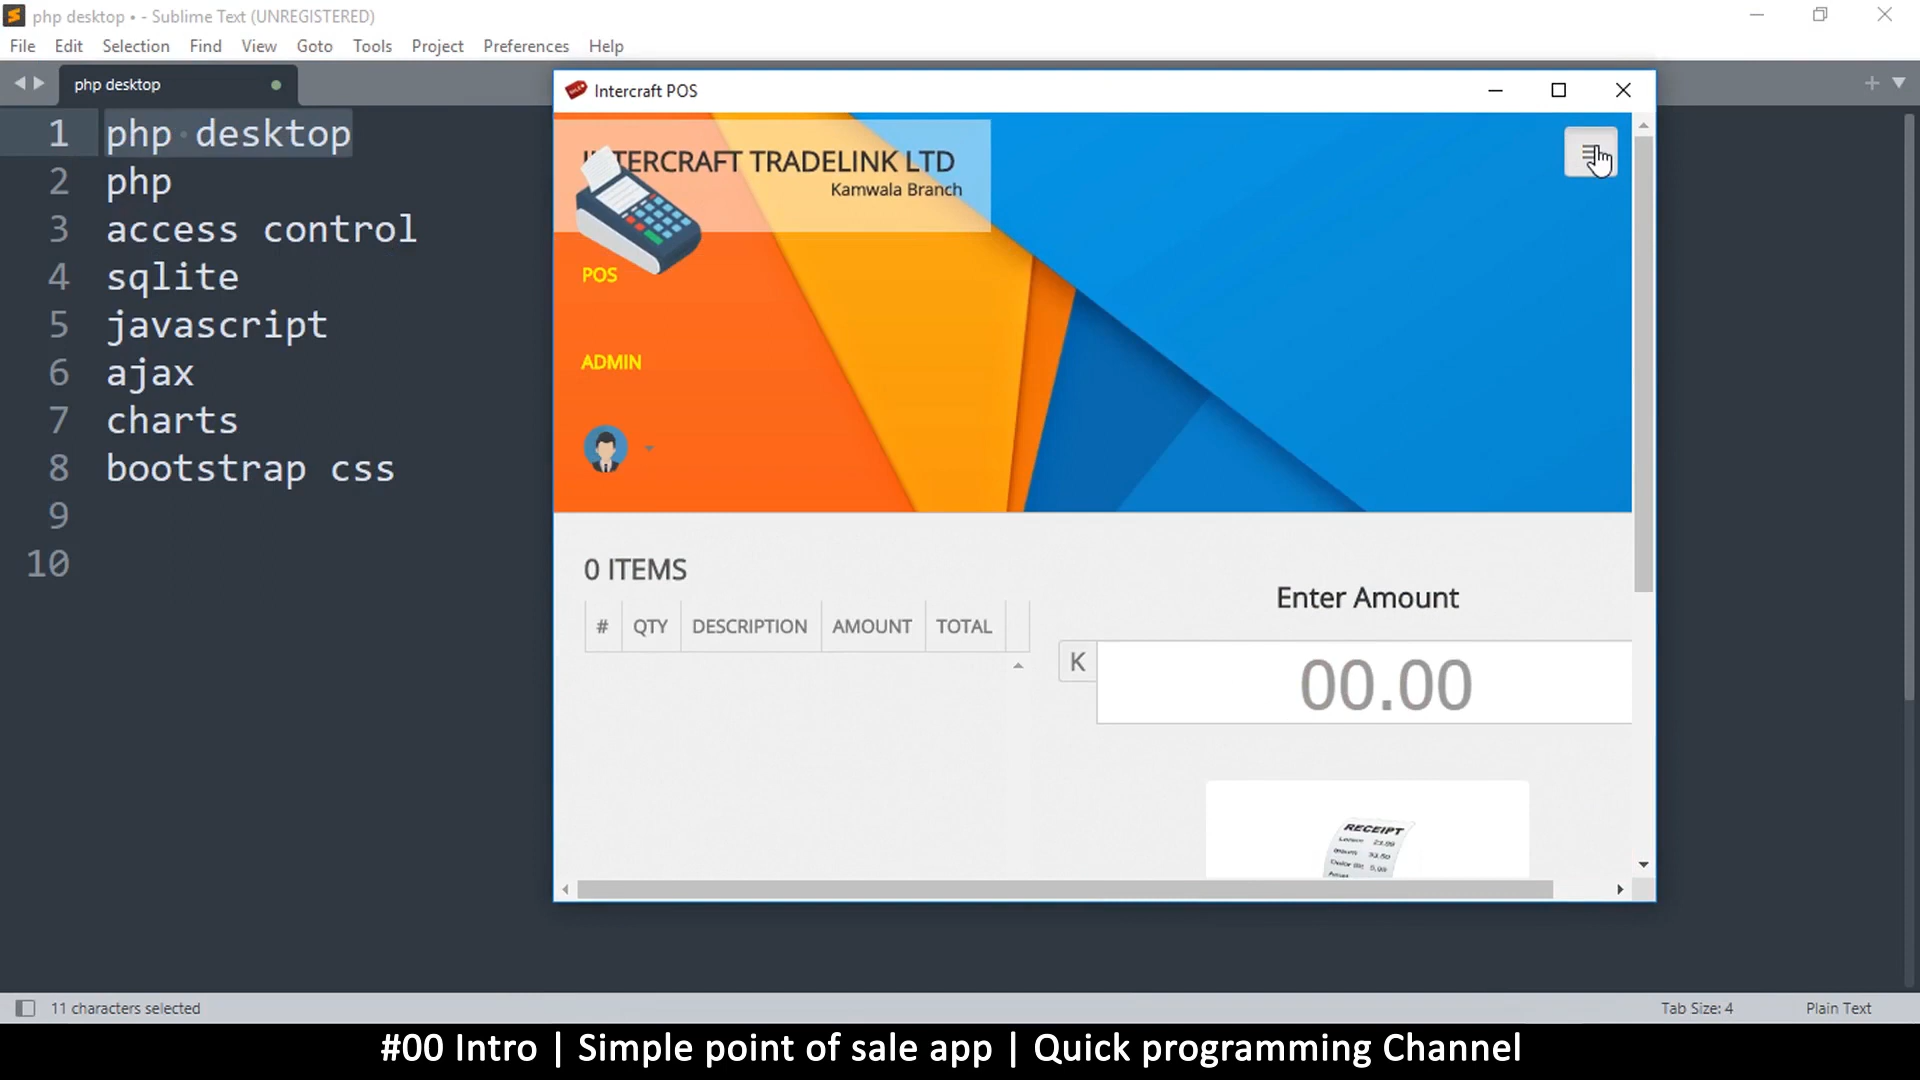 php desktop • - Sublime Text (UNREGISTERED)
File Edit Selection Find View Goto Tools Project Preferences Help
php desktop
1 php desktop
2 php
3 access control
4 sqlite
5 javascript
6 ajax
7 charts
8 bootstrap css
9
10
Intercraft POS
INTERCRAFT TRADELINK LTD
Kamwala Branch
POS
ADMIN
0 ITEMS
# QTY DESCRIPTION AMOUNT TOTAL
Enter Amount
K 00.00
RECEIPT
11 characters selected
Tab Size: 4 Plain Text
#00 Intro | Simple point of sale app | Quick programming Channel